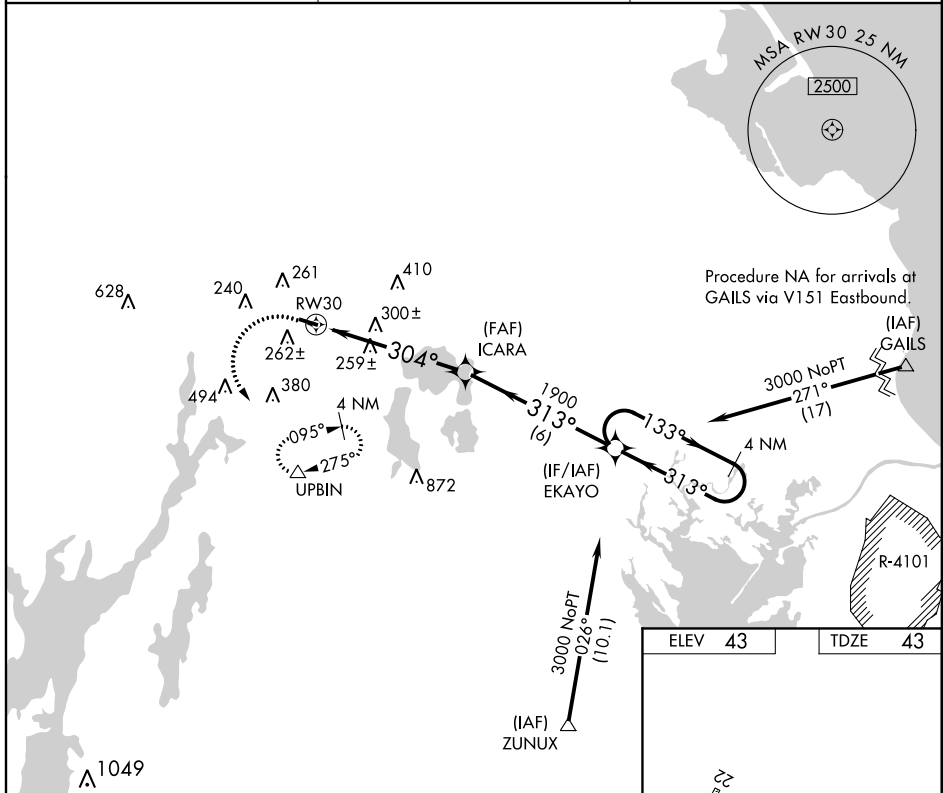 MSA RW30 25 NM
2500
Procedure NA for arrivals at
GAILS via V151 Eastbound.
(IAF)
GAILS
3000 NoPT
271°
(17)
628
240
261
410
RW30
300±
262±
259±
304°
(FAF)
ICARA
494
380
1900
313°
(6)
4 NM
095°
275°
UPBIN
872
133°
4 NM
313°
(IF/IAF)
EKAYO
R-4101
3000 NoPT
026°
(10.1)
(IAF)
ZUNUX
ELEV 43
TDZE 43
22
1049